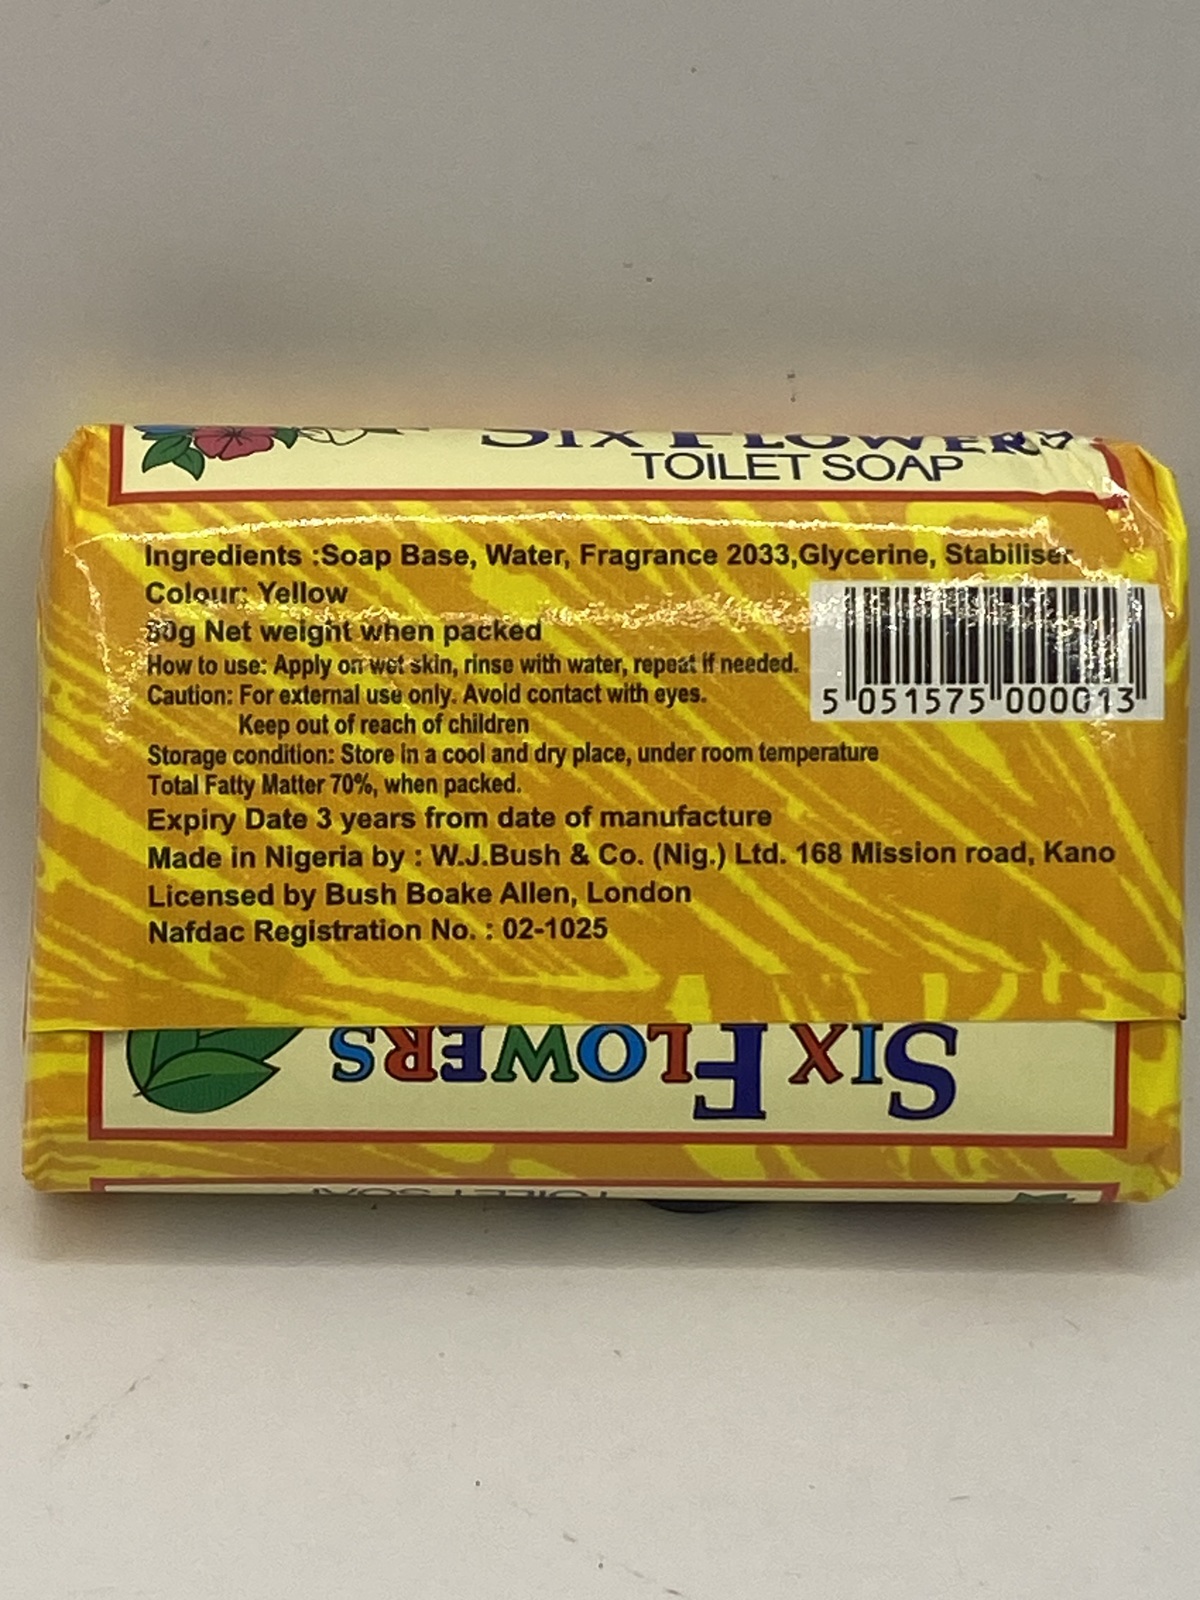 SIX FLOWERS
TOILET SOAP
Ingredients :Soap Base, Water, Fragrance 2033,Glycerine, Stabiliser.
Colour: Yellow
Net weight when packed
How to use: Apply on wet skin, rinse with water, repeat if needed.
Caution: For external use only. Avoid contact with eyes.
Keep out of reach of children
5 051575 000013
Storage condition: Store in a cool and dry place, under room temperature
Total Fatty Matter 70%, when packed.
Expiry Date 3 years from date of manufacture
Made in Nigeria by : W.J.Bush & Co. (Nig.) Ltd. 168 Mission road, Kano
Licensed by Bush Boake Allen, London
Nafdac Registration No. : 02-1025
SIX FLOWERS
TOILET SOAP